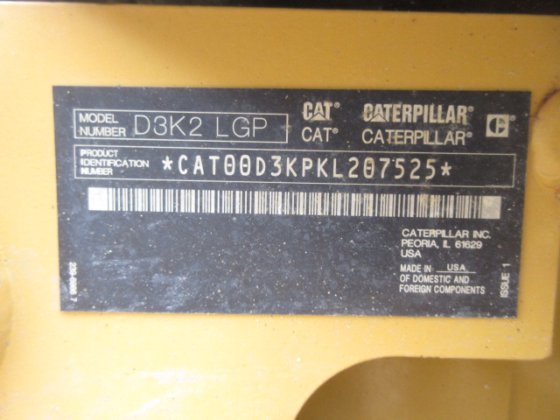 MODEL NUMBER D3K2 LGP
CAT® CATERPILLAR®
CAT® CATERPILLAR®
PRODUCT IDENTIFICATION NUMBER *CAT00D3KPKL207525*
CATERPILLAR INC.
PEORIA, IL 61629
USA
MADE IN USA
OF DOMESTIC AND
FOREIGN COMPONENTS
ISSUE 1